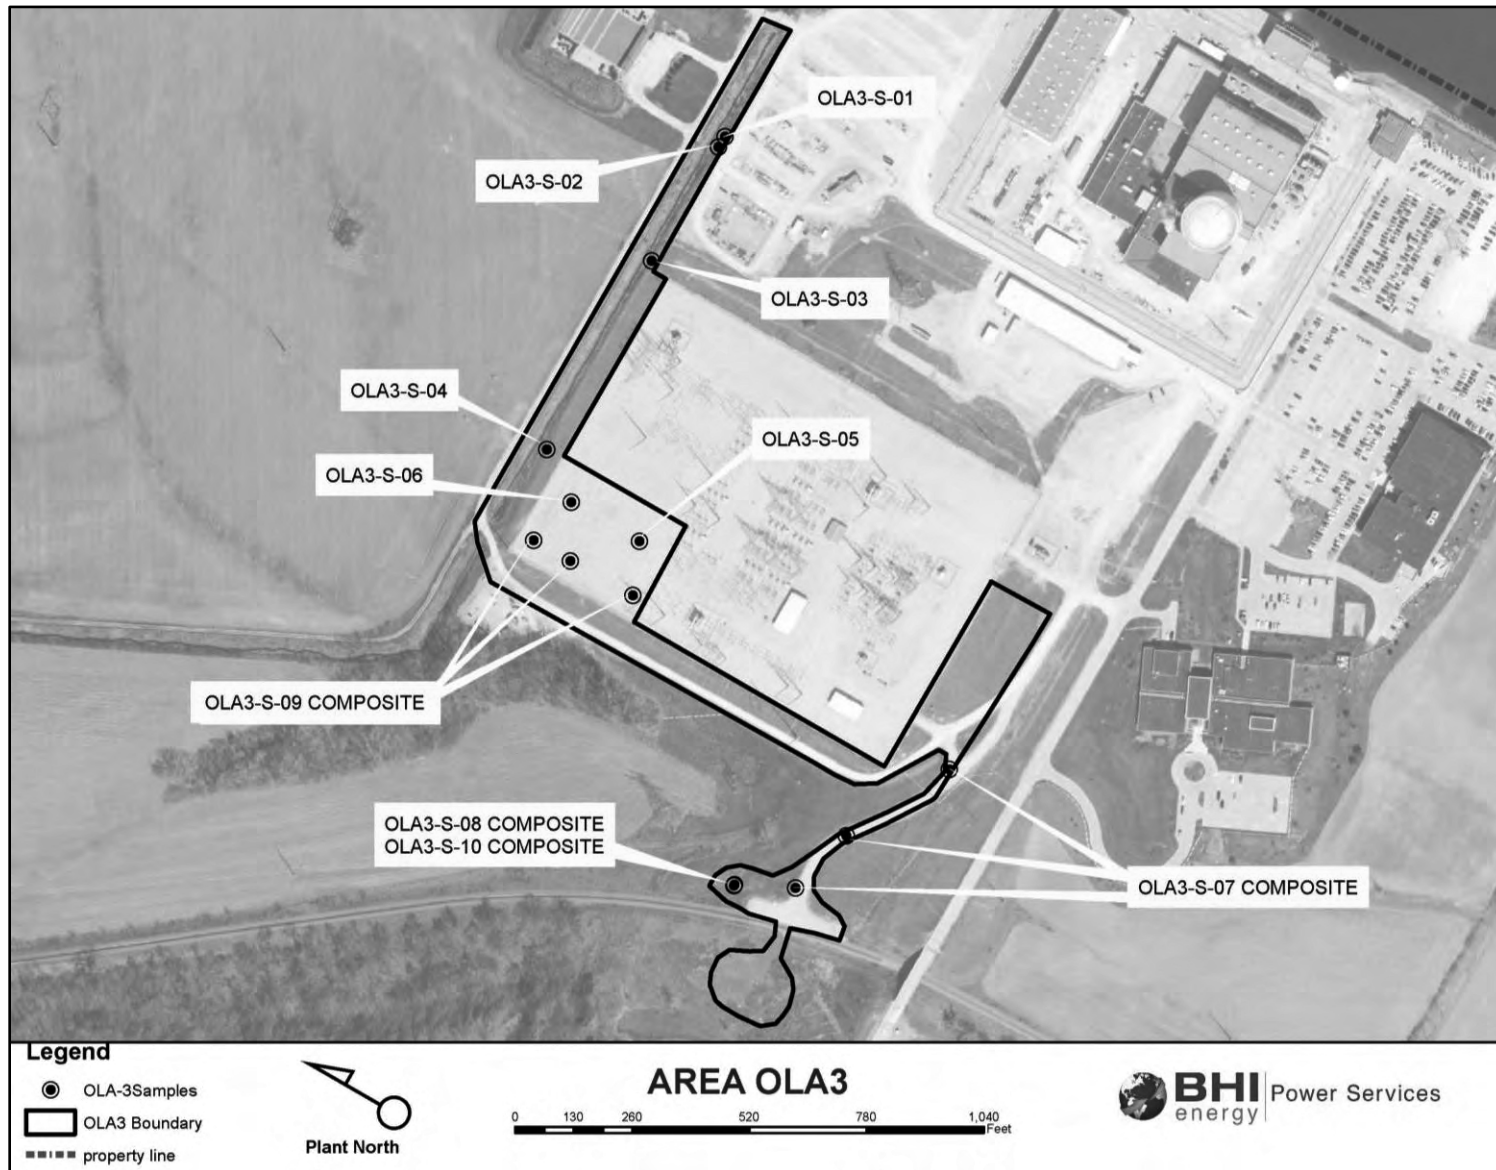 OLA3-S-01
OLA3-S-02
OLA3-S-03
OLA3-S-04
OLA3-S-05
OLA3-S-06
OLA3-S-09 COMPOSITE
OLA3-S-08 COMPOSITE
OLA3-S-10 COMPOSITE
OLA3-S-07 COMPOSITE
Legend
OLA-3Samples
OLA3 Boundary
property line
Plant North
AREA OLA3
0 130 260 520 780 1,040
Feet
BHI energy Power Services